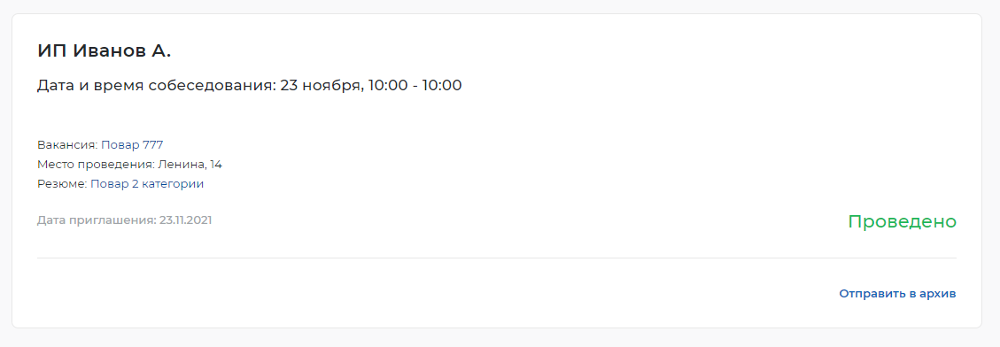 ИП Иванов А.
Дата и время собеседования: 23 ноября, 10:00 - 10:00
Вакансия: Повар 777
Место проведения: Ленина, 14
Резюме: Повар 2 категории
Дата приглашения: 23.11.2021
Проведено
Отправить в архив